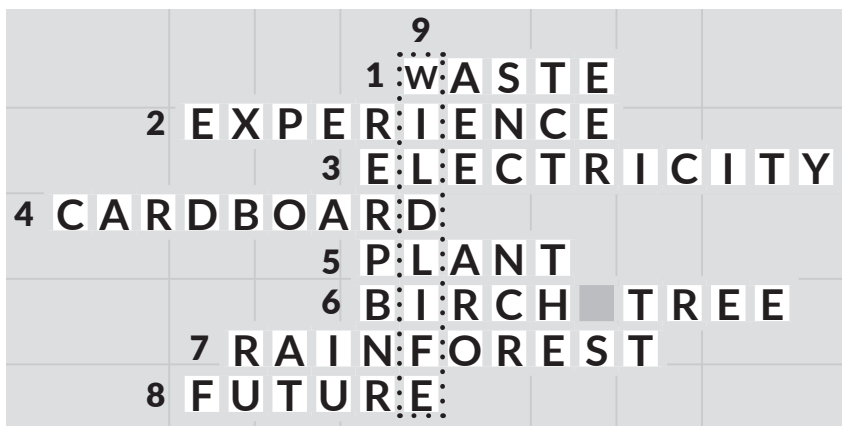 9
1 WASTE
2 EXPERIENCE
3 ELECTRICITY
4 CARDBOARD
5 PLANT
6 BIRCH TREE
7 RAINFOREST
8 FUTURE